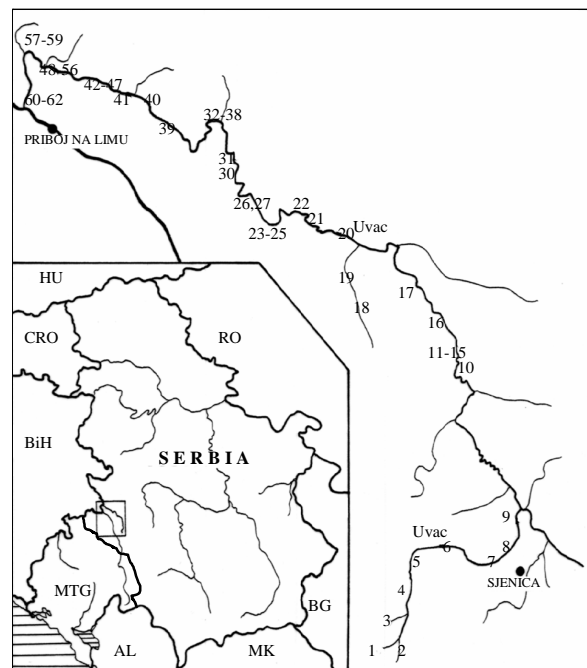 57-59
48-56
42-47
60-62
41
40
32-38
39
PRIBOJ NA LIMU
31
30
26,27
22
21
23-25
20
Uvac
19
18
17
16
11-15
10
HU
CRO
RO
BiH
SERBIA
MTG
BG
AL
MK
9
Uvac
6
8
5
7
SJENICA
4
3
1
2